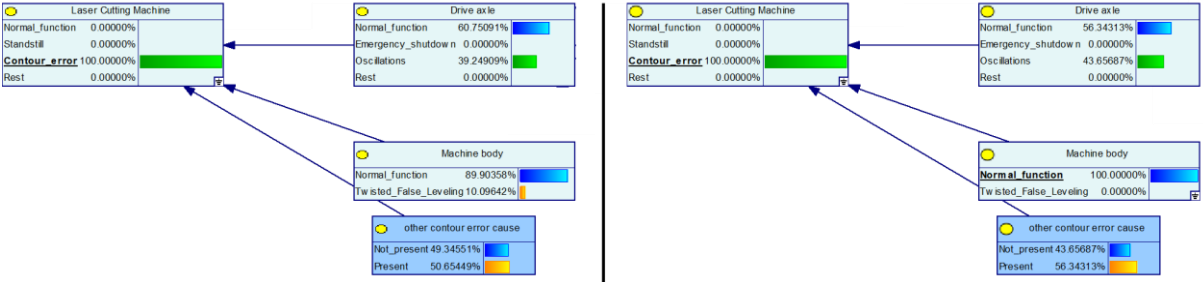 Laser Cutting Machine
Normal_function 0.00000%
Standstill 0.00000%
Contour_error 100.00000%
Rest 0.00000%
Drive axle
Normal_function 60.75091%
Emergency_shutdown 0.00000%
Oscillations 39.24909%
Rest 0.00000%
Machine body
Normal_function 89.90358%
Twisted_False_Leveling 10.09642%
other contour error cause
Not_present 49.34551%
Present 50.65449%
Laser Cutting Machine
Normal_function 0.00000%
Standstill 0.00000%
Contour_error 100.00000%
Rest 0.00000%
Drive axle
Normal_function 56.34313%
Emergency_shutdown 0.00000%
Oscillations 43.65687%
Rest 0.00000%
Machine body
Normal_function 100.00000%
Twisted_False_Leveling 0.00000%
other contour error cause
Not_present 43.65687%
Present 56.34313%